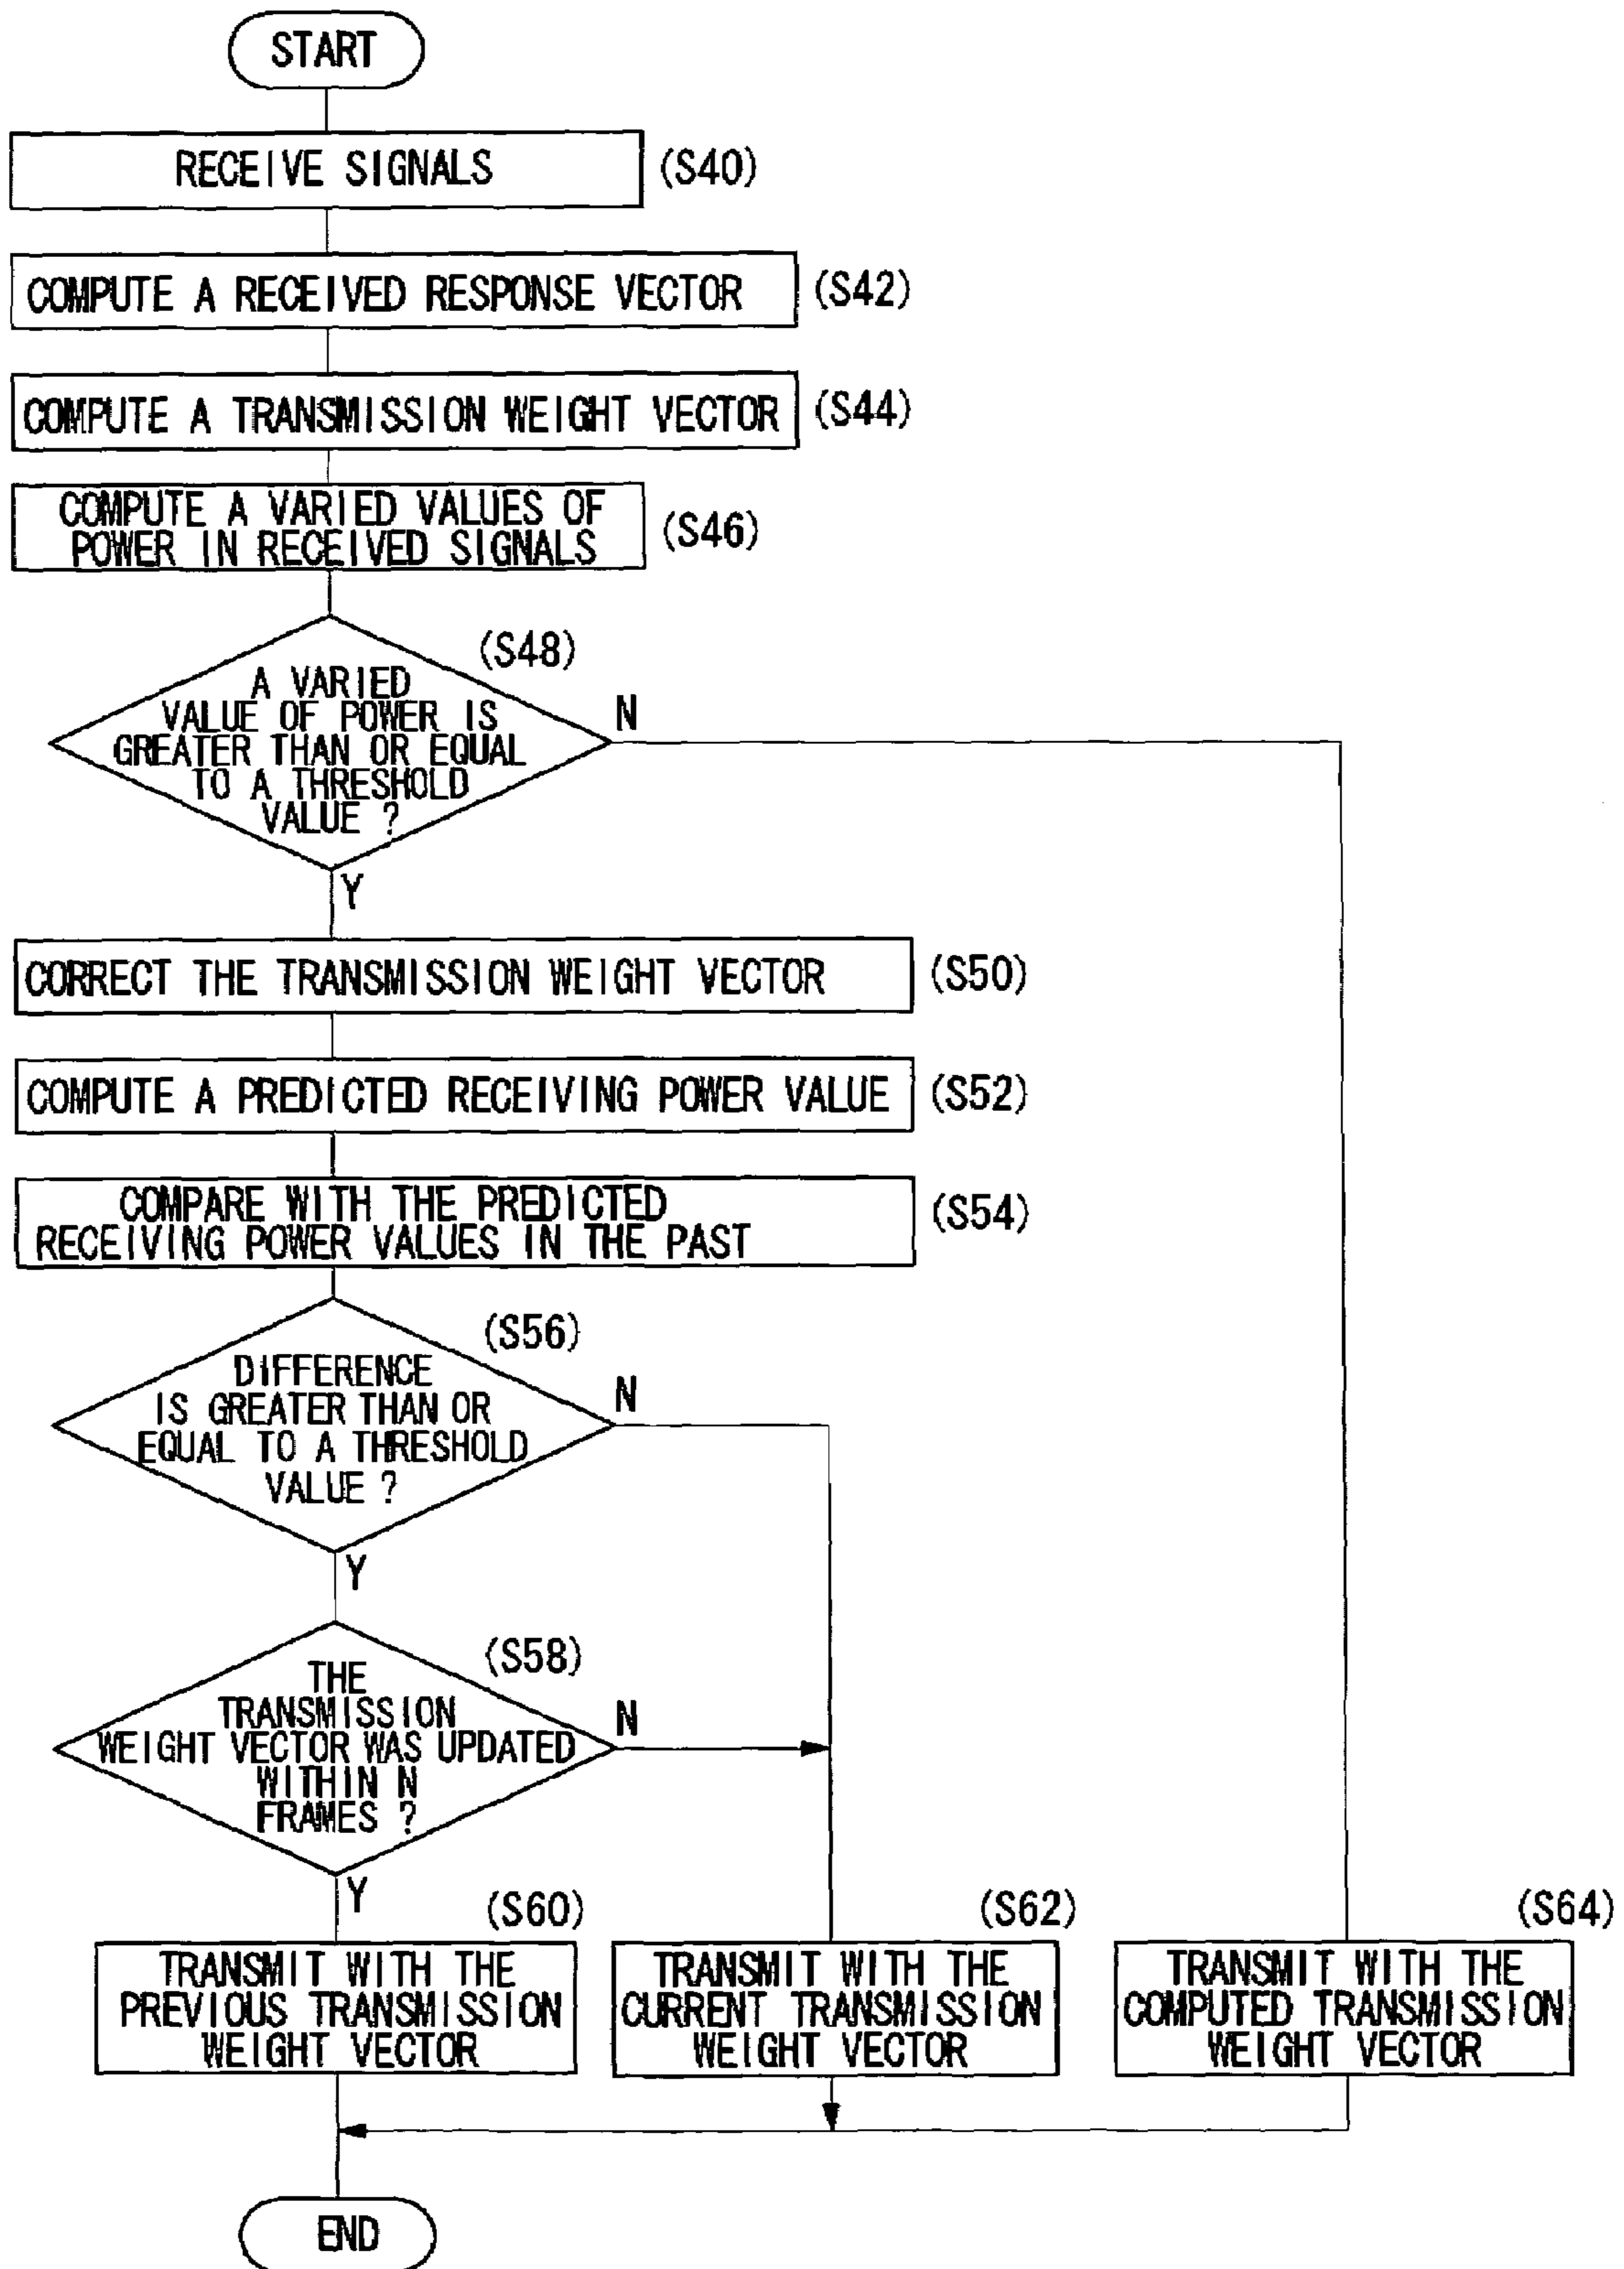 START
RECEIVE SIGNALS (S40)
COMPUTE A RECEIVED RESPONSE VECTOR (S42)
COMPUTE A TRANSMISSION WEIGHT VECTOR (S44)
COMPUTE A VARIED VALUES OF
POWER IN RECEIVED SIGNALS (S46)
(S48)
A VARIED
VALUE OF POWER IS
GREATER THAN OR EQUAL
TO A THRESHOLD
VALUE ?
N
Y
CORRECT THE TRANSMISSION WEIGHT VECTOR (S50)
COMPUTE A PREDICTED RECEIVING POWER VALUE (S52)
COMPARE WITH THE PREDICTED
RECEIVING POWER VALUES IN THE PAST (S54)
(S56)
DIFFERENCE
IS GREATER THAN OR
EQUAL TO A THRESHOLD
VALUE ?
N
Y
(S58)
THE
TRANSMISSION
WEIGHT VECTOR WAS UPDATED
WITHIN N
FRAMES ?
N
Y
(S60)
TRANSMIT WITH THE
PREVIOUS TRANSMISSION
WEIGHT VECTOR
(S62)
TRANSMIT WITH THE
CURRENT TRANSMISSION
WEIGHT VECTOR
(S64)
TRANSMIT WITH THE
COMPUTED TRANSMISSION
WEIGHT VECTOR
END